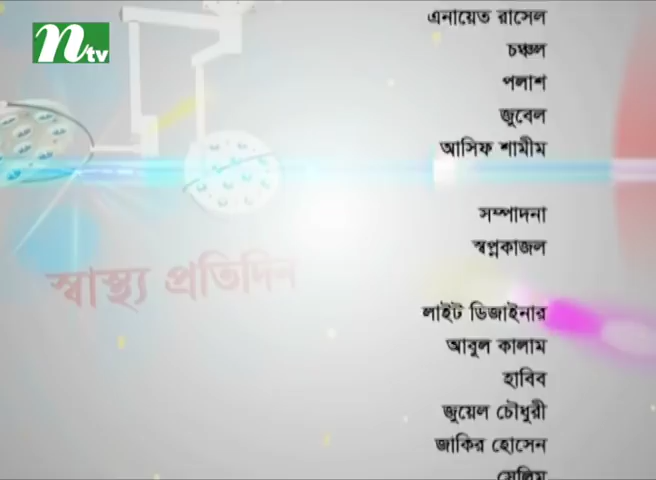 ntv
এনায়েত রাসেল
চঞ্চল
পলাশ
জুবেল
আসিফ শামীম
সম্পাদনা
স্বপ্নকাজল
স্বাস্থ্য প্রতিদিন
লাইট ডিজাইনার
আবুল কালাম
হাবিব
জুয়েল চৌধুরী
জাকির হোসেন
সেলিম